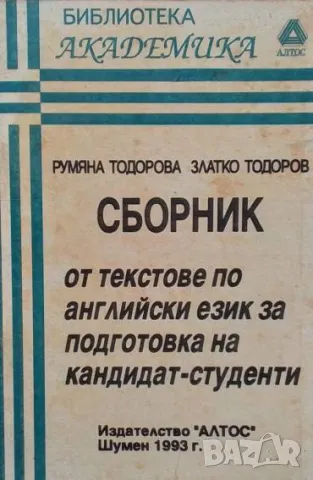 БИБЛИОТЕКА
АКАДЕМИКА
АЛТОС
РУМЯНА ТОДОРОВА ЗЛАТКО ТОДОРОВ
СБОРНИК
от текстове по
английски език за
подготовка на
кандидат-студенти
Издателство "АЛТОС"
Шумен 1993 г.
bazar